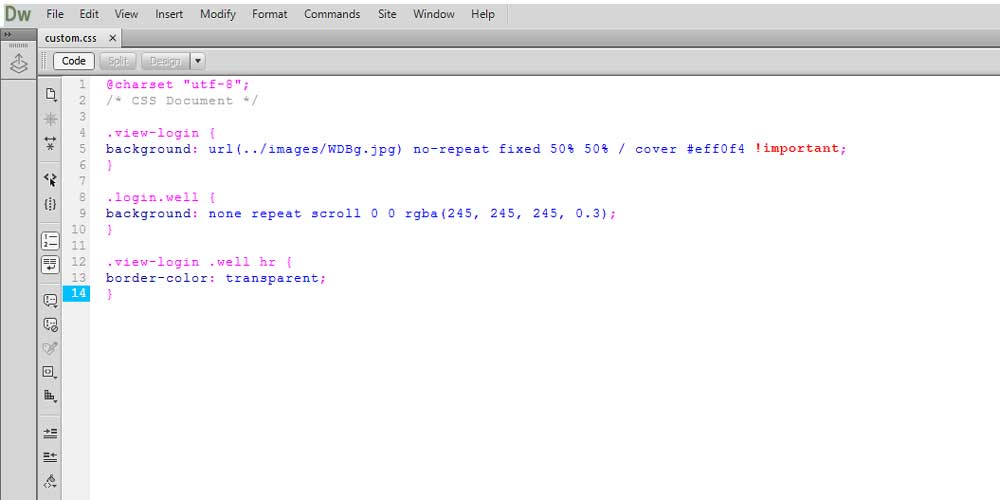 Dw File Edit View Insert Modify Format Commands Site Window Help
custom.css
Code Split Design
1 @charset "utf-8";
2 /* CSS Document */
3
4 .view-login {
5 background: url(../images/WDBg.jpg) no-repeat fixed 50% 50% / cover #eff0f4 !important;
6 }
7
8 .login.well {
9 background: none repeat scroll 0 0 rgba(245, 245, 245, 0.3);
10 }
11
12 .view-login .well hr {
13 border-color: transparent;
14 }